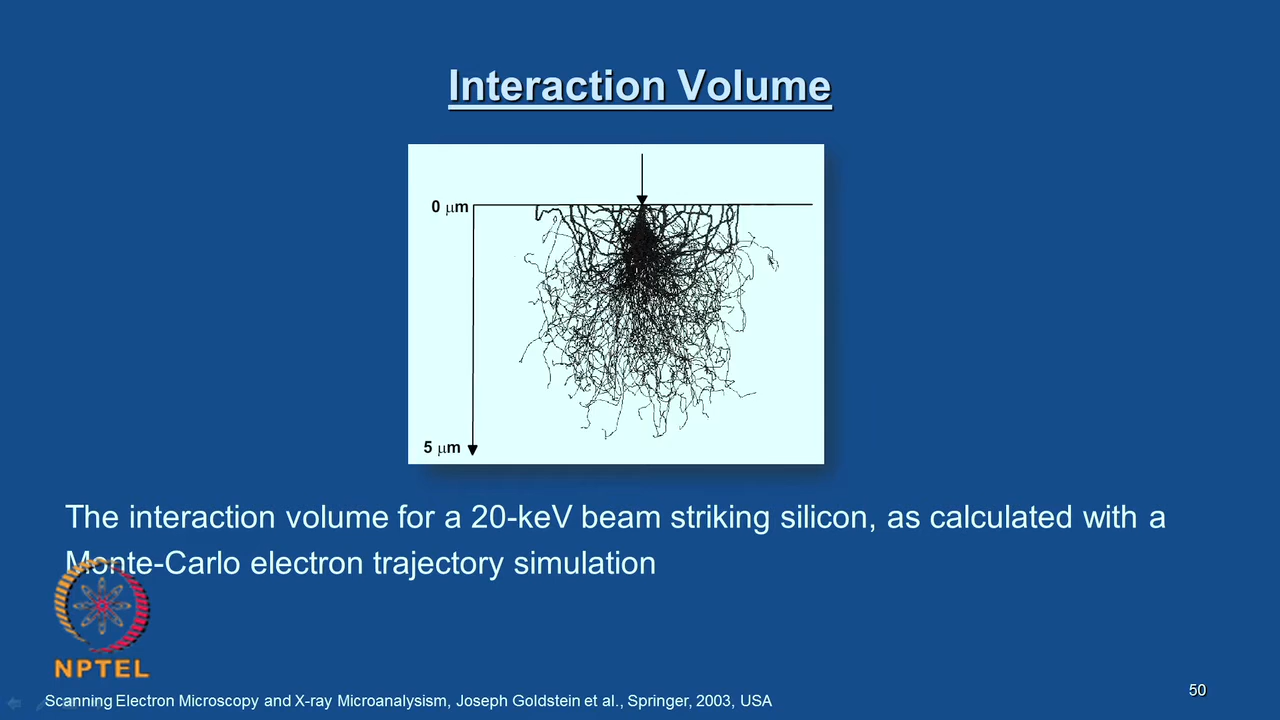 Interaction Volume
0 μm
5 μm
The interaction volume for a 20-keV beam striking silicon, as calculated with a
Monte-Carlo electron trajectory simulation
NPTEL
Scanning Electron Microscopy and X-ray Microanalysism, Joseph Goldstein et al., Springer, 2003, USA
50